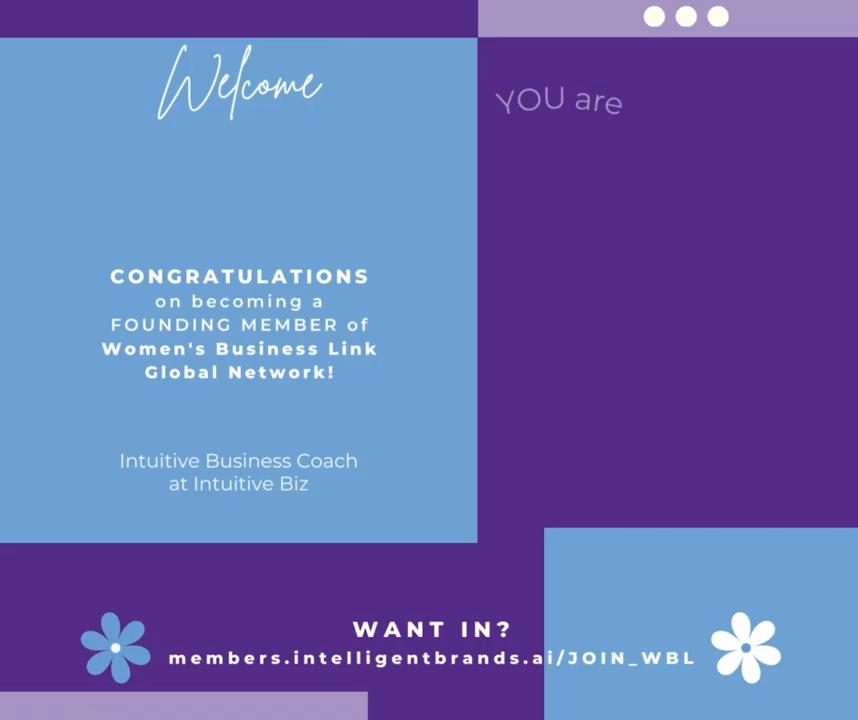 Welcome
YOU are
CONGRATULATIONS
on becoming a
FOUNDING MEMBER of
Women's Business Link
Global Network!
Intuitive Business Coach
at Intuitive Biz
WANT IN?
members.intelligentbrands.ai/JOIN_WBL